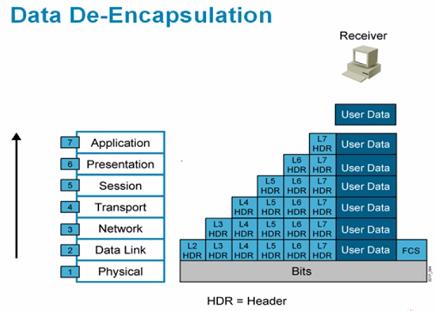 Data De-Encapsulation
Receiver
User Data
7 Application L7 HDR User Data
6 Presentation L6 HDR L7 HDR User Data
5 Session L5 HDR L6 HDR L7 HDR User Data
4 Transport L4 HDR L5 HDR L6 HDR L7 HDR User Data
3 Network L3 HDR L4 HDR L5 HDR L6 HDR L7 HDR User Data
2 Data Link L2 HDR L3 HDR L4 HDR L5 HDR L6 HDR L7 HDR User Data FCS
1 Physical Bits
HDR = Header